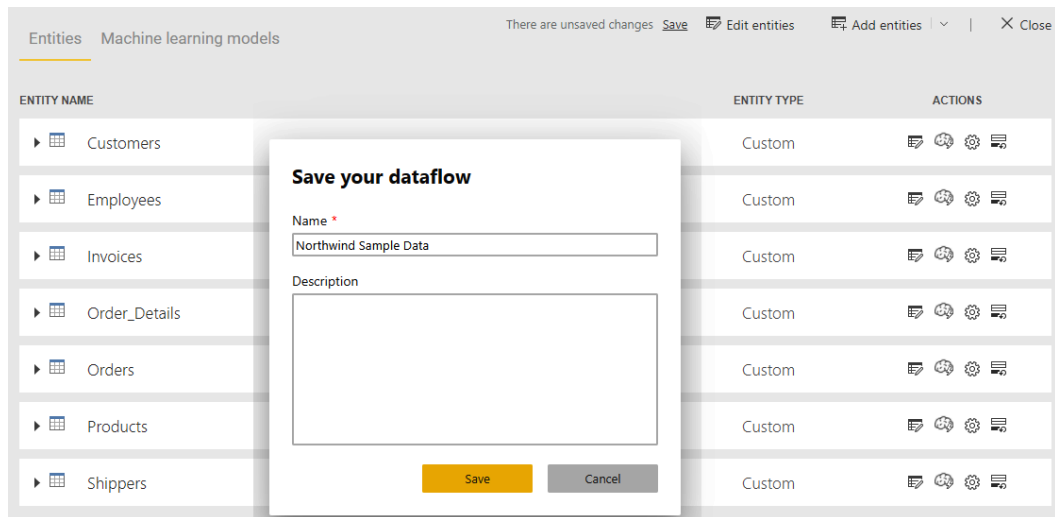 There are unsaved changes Save Edit entities Add entities | Close
Entities Machine learning models
ENTITY NAME ENTITY TYPE ACTIONS
Customers Custom
Save your dataflow
Employees Custom
Name *
Northwind Sample Data
Invoices Custom
Description
Order_Details Custom
Orders Custom
Products Custom
Save Cancel
Shippers Custom